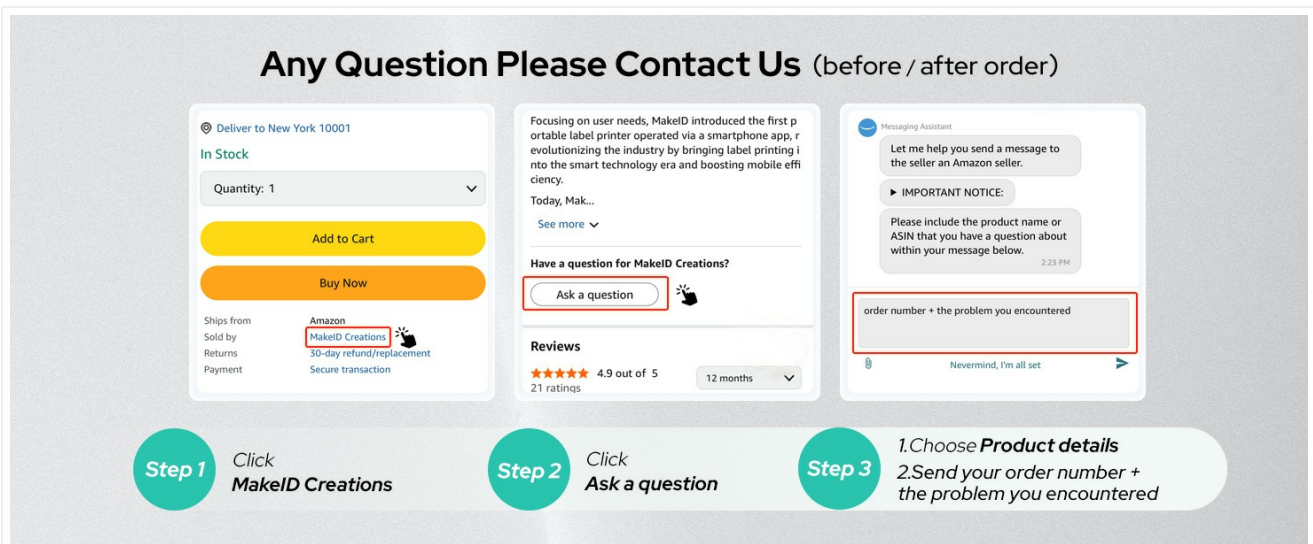 Any Question Please Contact Us (before / after order)
Deliver to New York 10001
In Stock
Quantity: 1
Add to Cart
Buy Now
Ships from Amazon
Sold by MakeID Creations
Returns 30-day refund/replacement
Payment Secure transaction
Focusing on user needs, MakeID introduced the first p
ortable label printer operated via a smartphone app, r
evolutionizing the industry by bringing label printing i
nto the smart technology era and boosting mobile effi
ciency.
Today, Mak...
See more
Have a question for MakeID Creations?
Ask a question
Reviews
4.9 out of 5
21 ratings
12 months
Messaging Assistant
Let me help you send a message to
the seller an Amazon seller.
▶ IMPORTANT NOTICE:
Please include the product name or
ASIN that you have a question about
within your message below.
2:23 PM
order number + the problem you encountered
Nevermind, I'm all set
Step 1
Click
MakeID Creations
Step 2
Click
Ask a question
Step 3
1.Choose Product details
2.Send your order number +
the problem you encountered